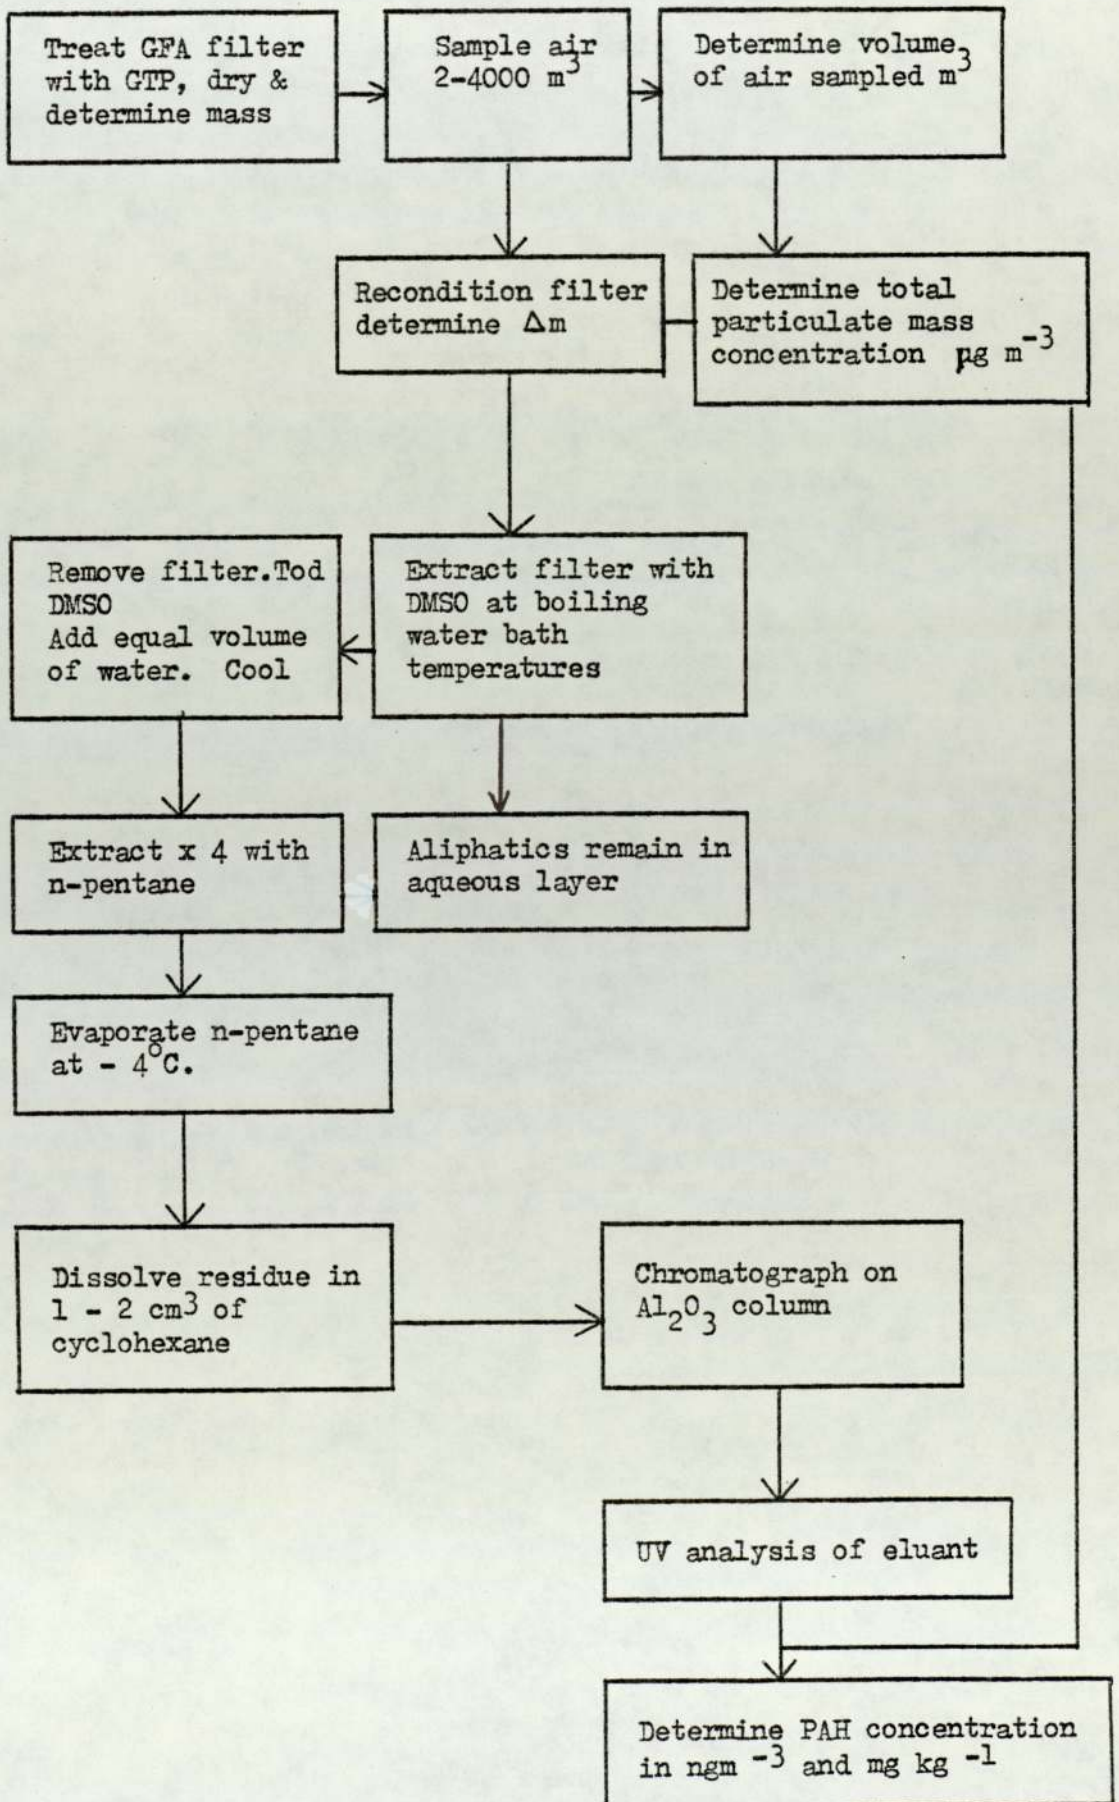 Treat GFA filter
with GTP, dry &
determine mass
Sample air
2-4000 m³
Determine volume
of air sampled m³
Recondition filter
determine Δm
Determine total
particulate mass
concentration µg m⁻³
Remove filter.Tod
DMSO
Add equal volume
of water. Cool
Extract filter with
DMSO at boiling
water bath
temperatures
Extract x 4 with
n-pentane
Aliphatics remain in
aqueous layer
Evaporate n-pentane
at - 4°C.
Dissolve residue in
1 - 2 cm³ of
cyclohexane
Chromatograph on
Al₂O₃ column
UV analysis of eluant
Determine PAH concentration
in ngm ⁻³ and mg kg ⁻¹